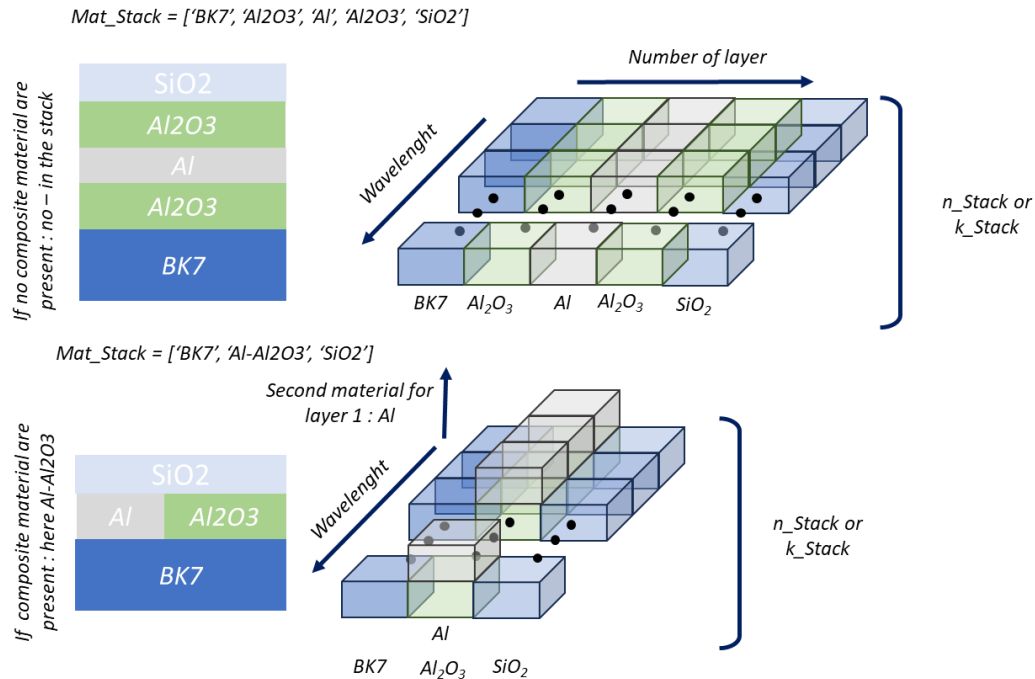 Mat_Stack = [‘BK7’, ‘Al2O3’, ‘Al’, ‘Al2O3’, ‘SiO2’]
If no composite material are
present : no – in the stack
SiO2
Al2O3
Al
Al2O3
BK7
Number of layer
Wavelenght
n_Stack or
k_Stack
BK7 Al₂O₃ Al Al₂O₃ SiO₂
Mat_Stack = [‘BK7’, ‘Al-Al2O3’, ‘SiO2’]
If  composite material are
present : here Al-Al2O3
SiO2
Al Al2O3
BK7
Second material for
layer 1 : Al
Wavelenght
n_Stack or
k_Stack
Al
BK7 Al₂O₃ SiO₂